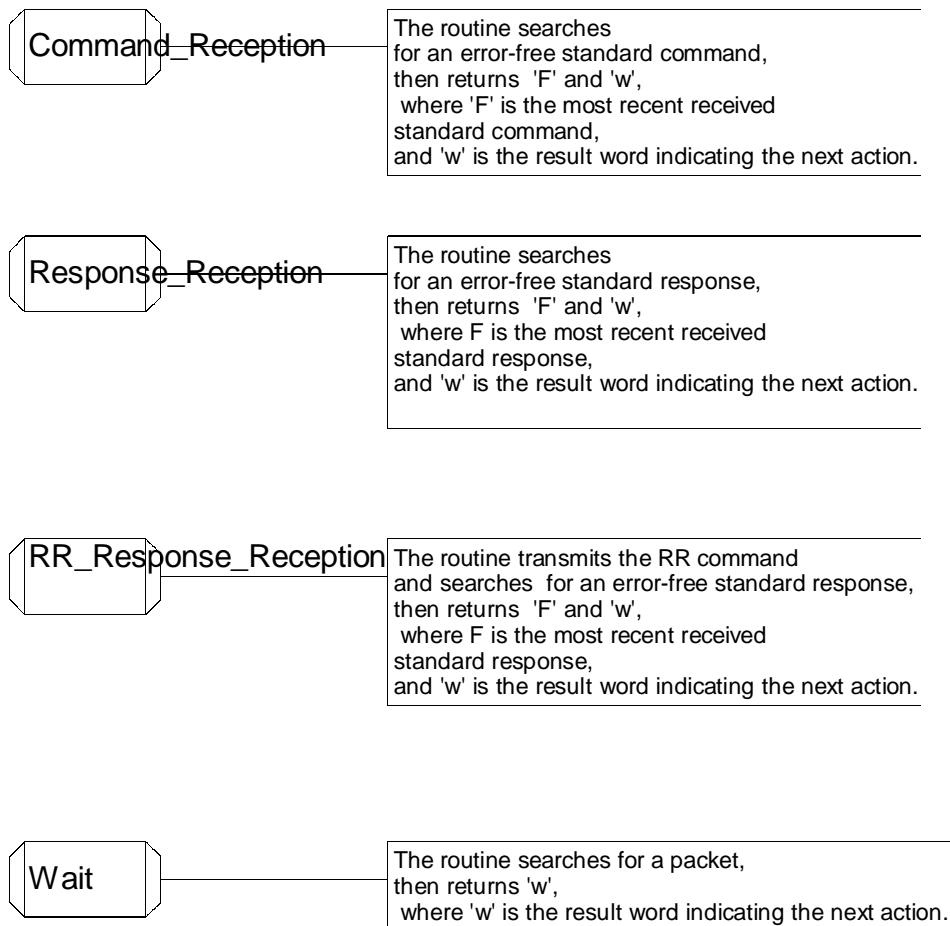 Command_Reception
The routine searches
for an error-free standard command,
then returns 'F' and 'w',
where 'F' is the most recent received
standard command,
and 'w' is the result word indicating the next action.
Response_Reception
The routine searches
for an error-free standard response,
then returns 'F' and 'w',
where F is the most recent received
standard response,
and 'w' is the result word indicating the next action.
RR_Response_Reception
The routine transmits the RR command
and searches for an error-free standard response,
then returns 'F' and 'w',
where F is the most recent received
standard response,
and 'w' is the result word indicating the next action.
Wait
The routine searches for a packet,
then returns 'w',
where 'w' is the result word indicating the next action.